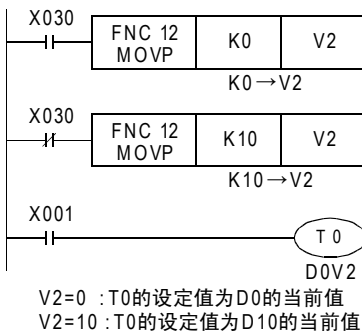 X030
FNC 12 K0 V2
MOVP
K0→V2
X030
FNC 12 K10 V2
MOVP
K10→V2
X001
T 0
D0V2
V2=0 :T0的设定值为D0的当前值
V2=10 :T0的设定值为D10的当前值